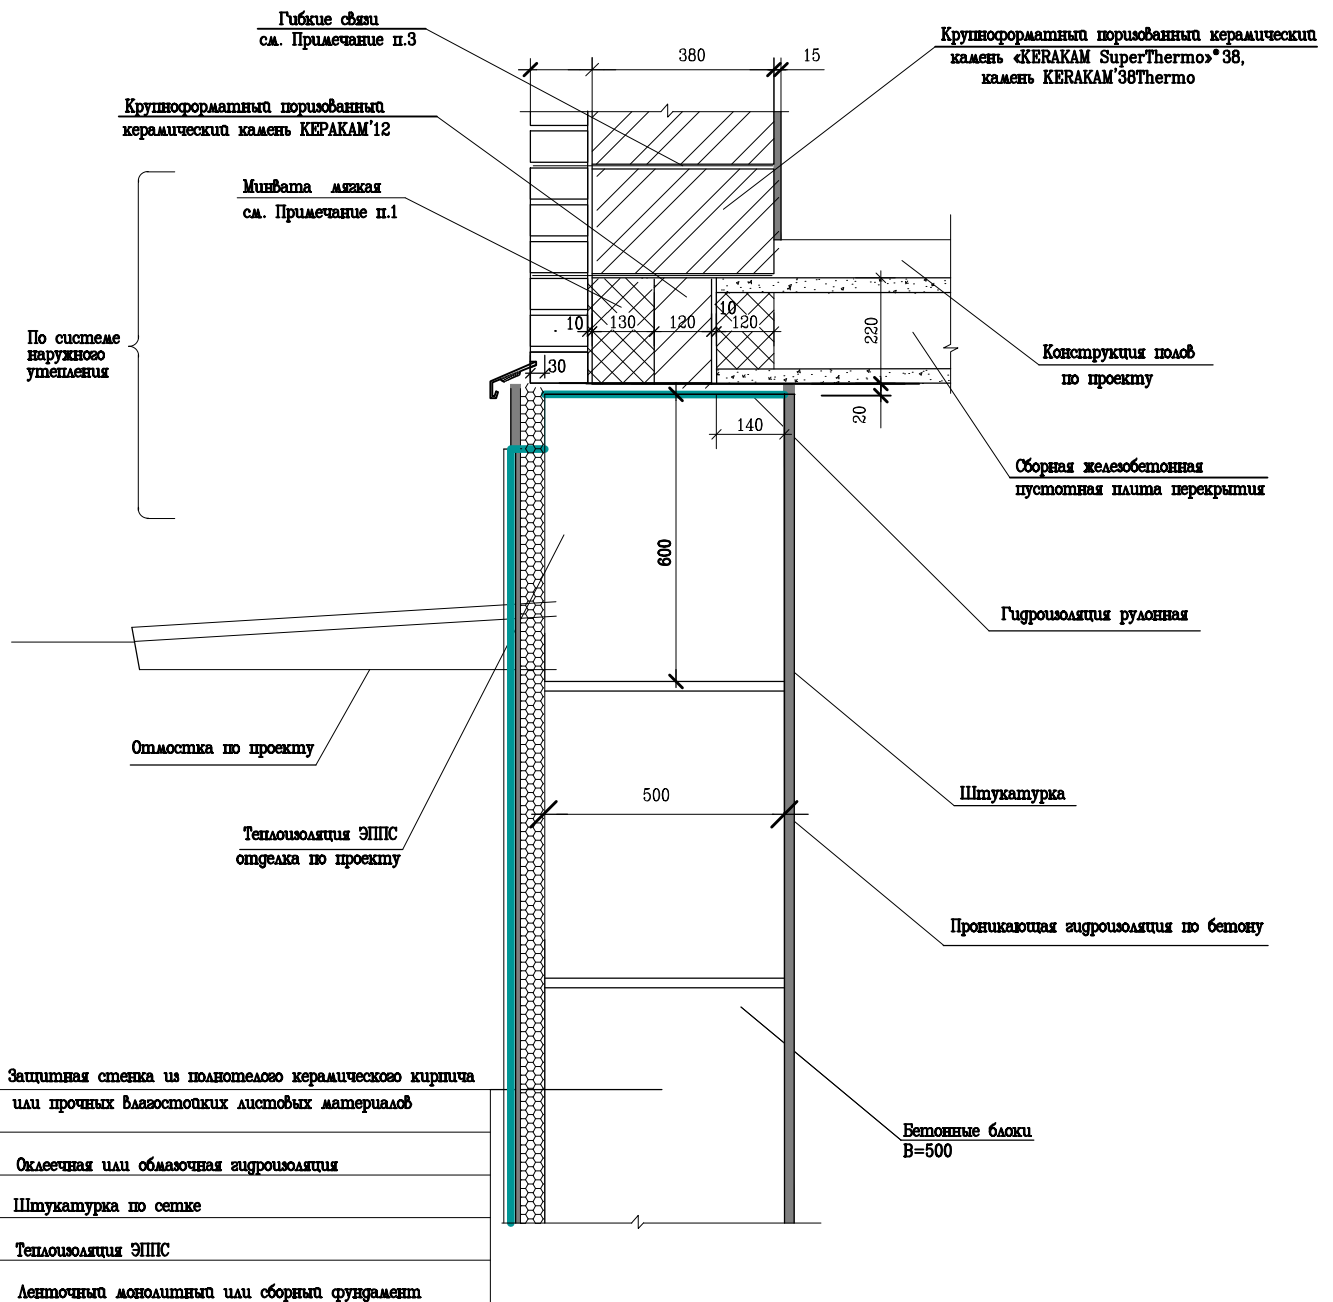 Гибкие связи
см. Примечание п.3
380
15
Крупноформатный поризованный керамический
камень «KERAKAM SuperThermo»®38,
камень KERAKAM'38Thermo
Крупноформатный поризованный
керамический камень КЕРАКАМ'12
Минвата мягкая
см. Примечание п.1
По системе
наружного
утепления
10
130
120
10
120
220
30
20
140
Конструкция полов
по проекту
Сборная железобетонная
пустотная плита перекрытия
600
Гидроизоляция рулонная
Отмостка по проекту
500
Штукатурка
Теплоизоляция ЭППС
отделка по проекту
Проникающая гидроизоляция по бетону
Защитная стенка из полнотелого керамического кирпича
или прочных влагостойких листовых материалов
Бетонные блоки
В=500
Оклеечная или обмазочная гидроизоляция
Штукатурка по сетке
Теплоизоляция ЭППС
Ленточный монолитный или сборный фундамент